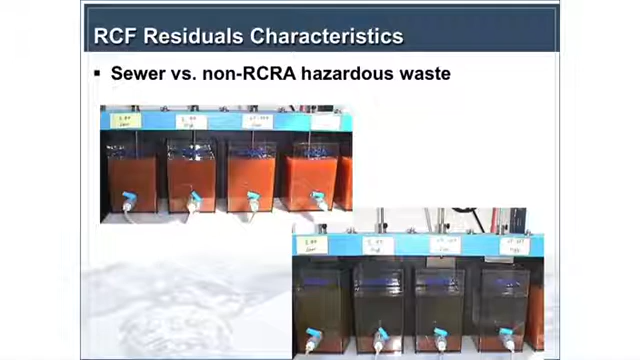 RCF Residuals Characteristics
Sewer vs. non-RCRA hazardous waste